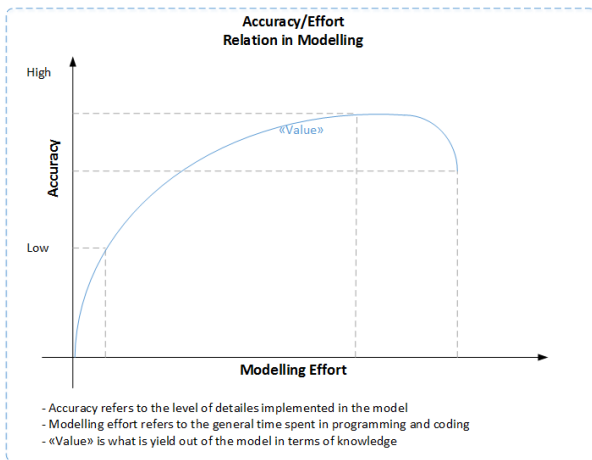 Accuracy/Effort
Relation in Modelling
High
«Value»
Accuracy
Low
Modelling Effort
- Accuracy refers to the level of detailes implemented in the model
- Modelling effort refers to the general time spent in programming and coding
- «Value» is what is yield out of the model in terms of knowledge